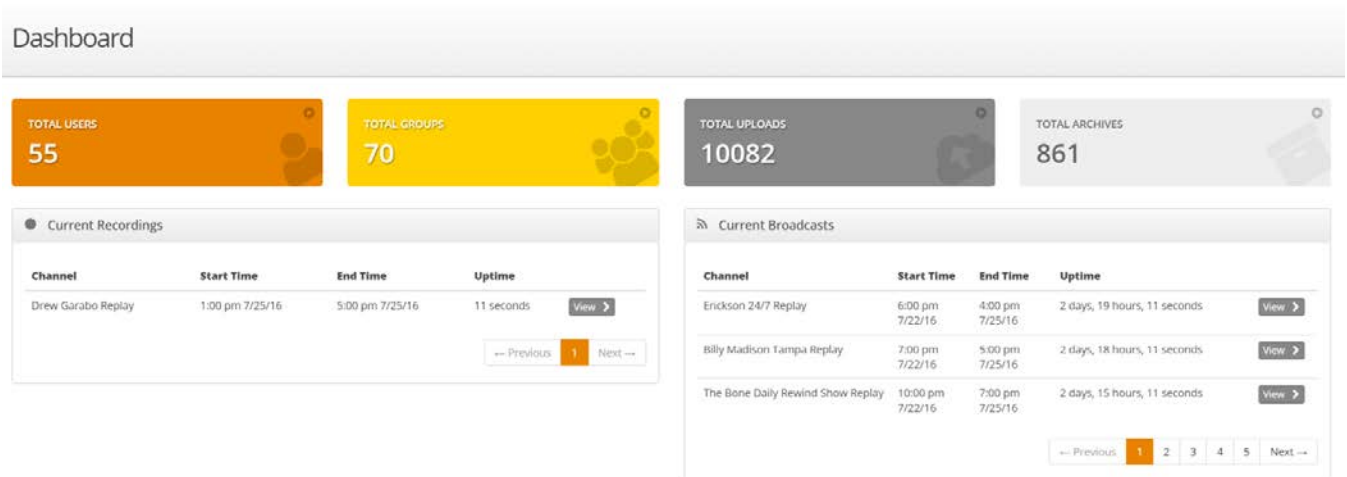 Dashboard
TOTAL USERS
55
TOTAL GROUPS
70
TOTAL UPLOADS
10082
TOTAL ARCHIVES
861
Current Recordings
Channel Start Time End Time Uptime
Drew Garabo Replay 1:00 pm 7/25/16 5:00 pm 7/25/16 11 seconds View
← Previous 1 Next →
Current Broadcasts
Channel Start Time End Time Uptime
Erickson 24/7 Replay 6:00 pm 4:00 pm 2 days, 19 hours, 11 seconds View
7/22/16 7/25/16
Billy Madison Tampa Replay 7:00 pm 5:00 pm 2 days, 18 hours, 11 seconds View
7/22/16 7/25/16
The Bone Daily Rewind Show Replay 10:00 pm 7:00 pm 2 days, 15 hours, 11 seconds View
7/22/16 7/25/16
← Previous 1 2 3 4 5 Next →